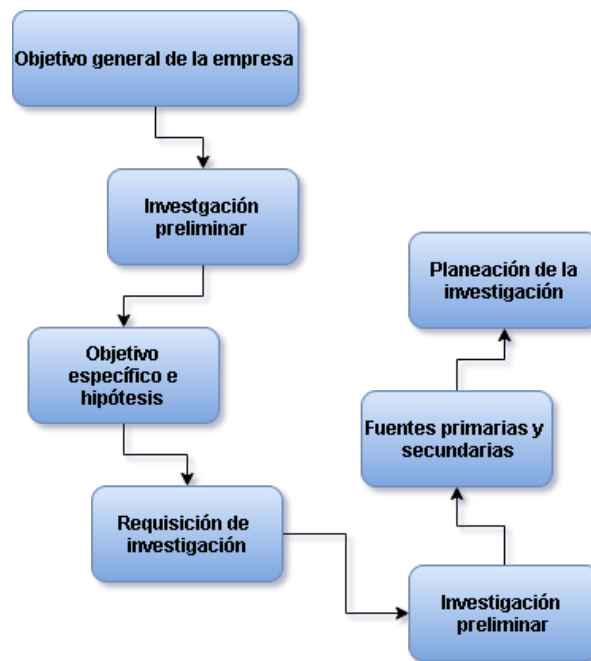 Objetivo general de la empresa
Investgación
preliminar
Objetivo
específico e
hipótesis
Requisición de
investigación
Investigación
preliminar
Fuentes primarias y
secundarias
Planeación de la
investigación